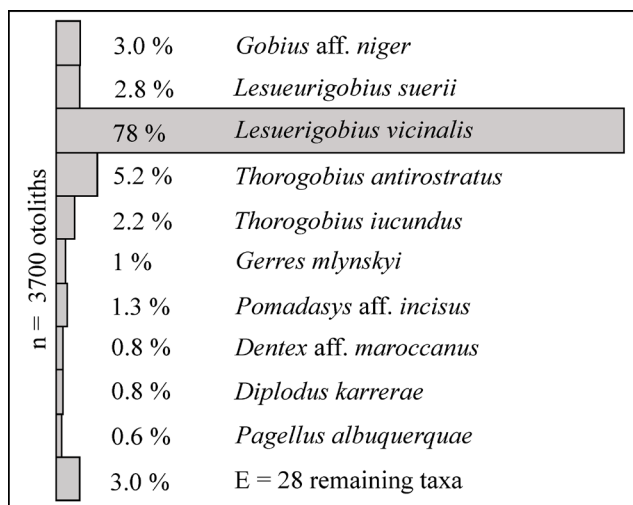 3.0 % Gobius aff. niger
2.8 % Lesueurigobius suerii
78 % Lesuerigobius vicinalis
5.2 % Thorogobius antirostratus
2.2 % Thorogobius iucundus
1 % Gerres mlynskyi
1.3 % Pomadasys aff. incisus
0.8 % Dentex aff. maroccanus
0.8 % Diplodus karrerae
0.6 % Pagellus albuquerquae
3.0 % E = 28 remaining taxa
n = 3700 otoliths